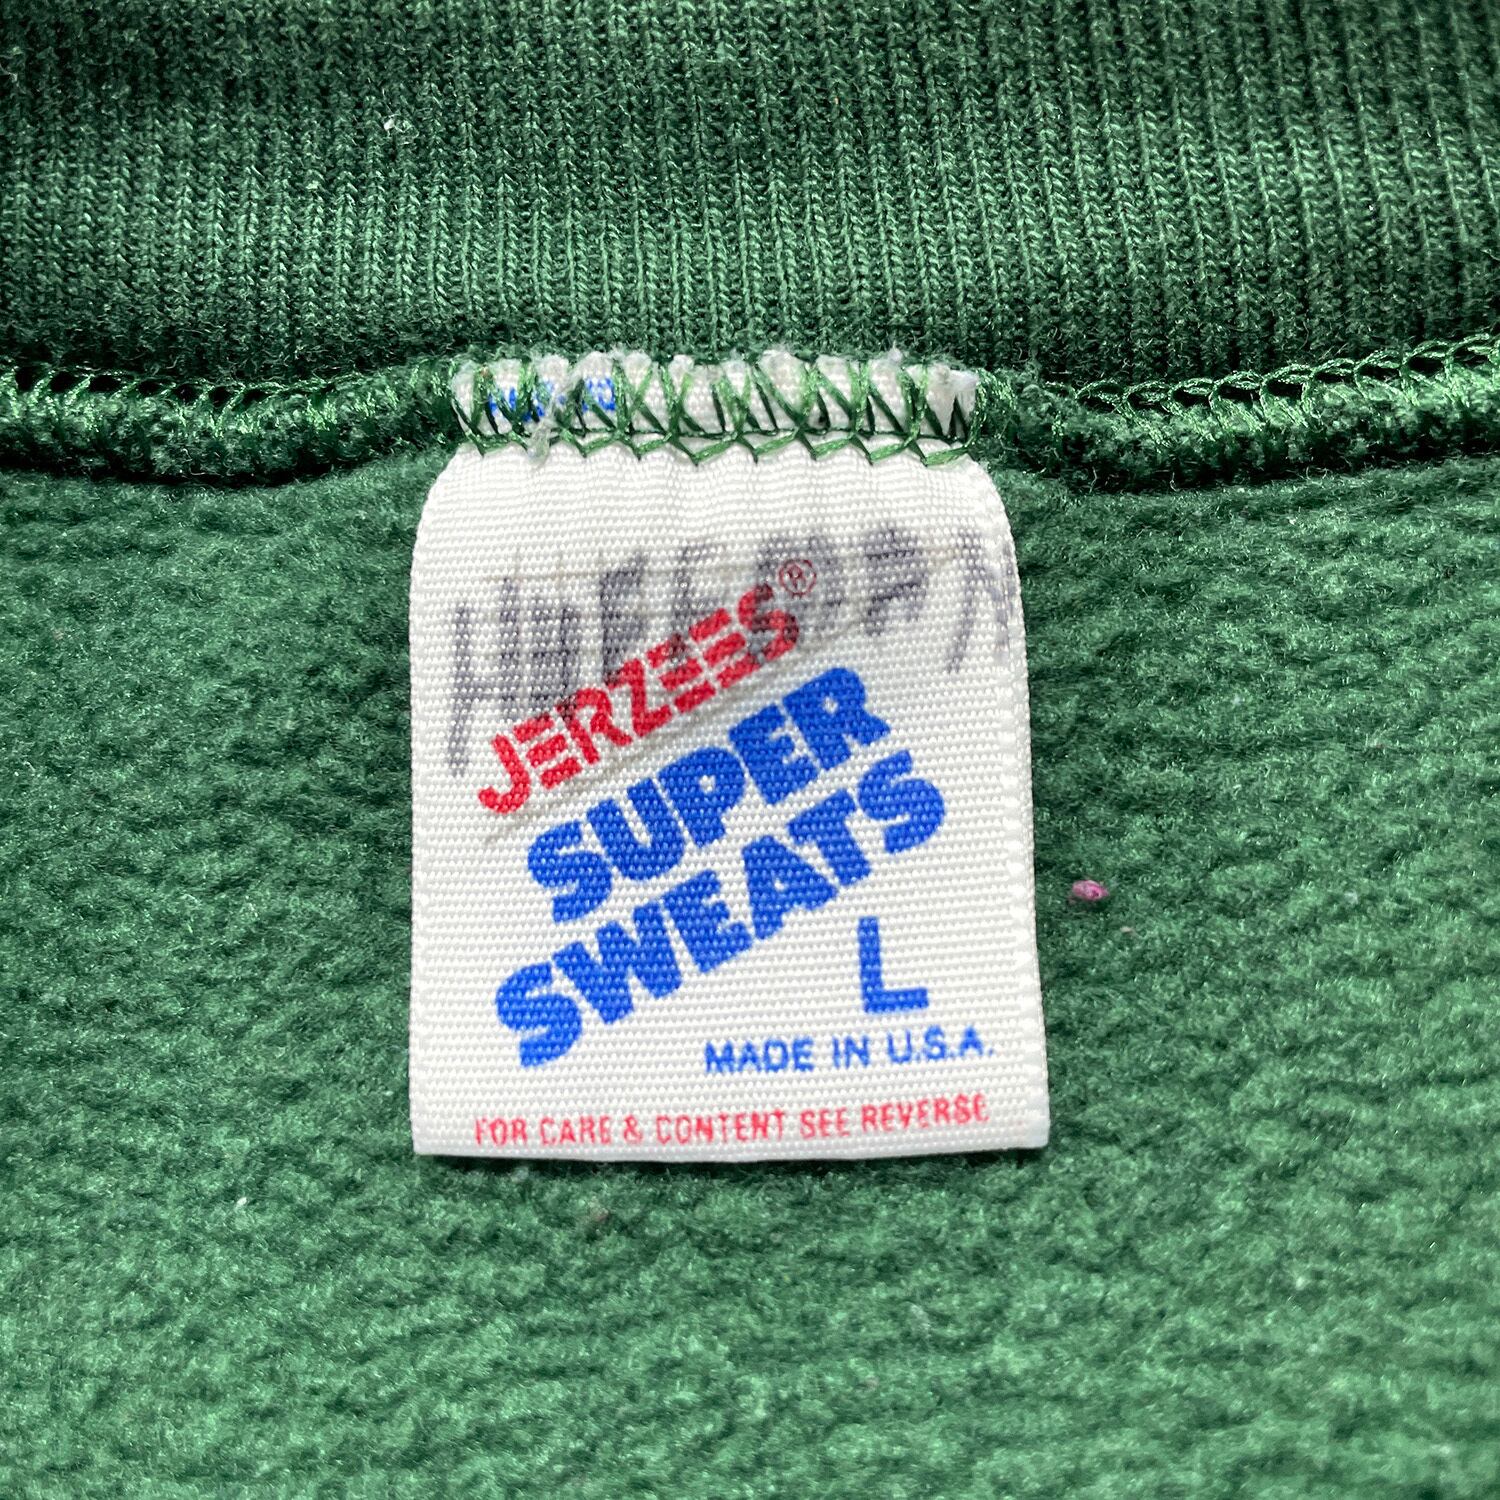 JERZEES®
SUPER
SWEATS
L
MADE IN U.S.A.
FOR CARE & CONTENT SEE REVERSE